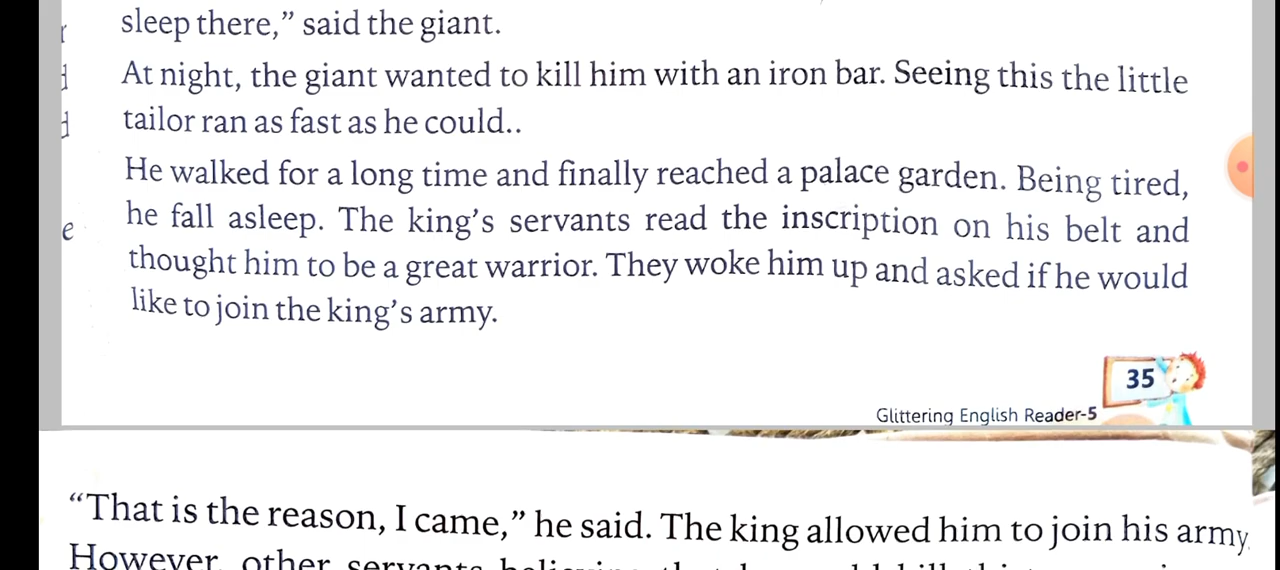 sleep there,” said the giant.
At night, the giant wanted to kill him with an iron bar. Seeing this the little
tailor ran as fast as he could..
He walked for a long time and finally reached a palace garden. Being tired,
he fall asleep. The king’s servants read the inscription on his belt and
thought him to be a great warrior. They woke him up and asked if he would
like to join the king’s army.
35
Glittering English Reader-5
“That is the reason, I came,” he said. The king allowed him to join his army.
However, other servants believing that